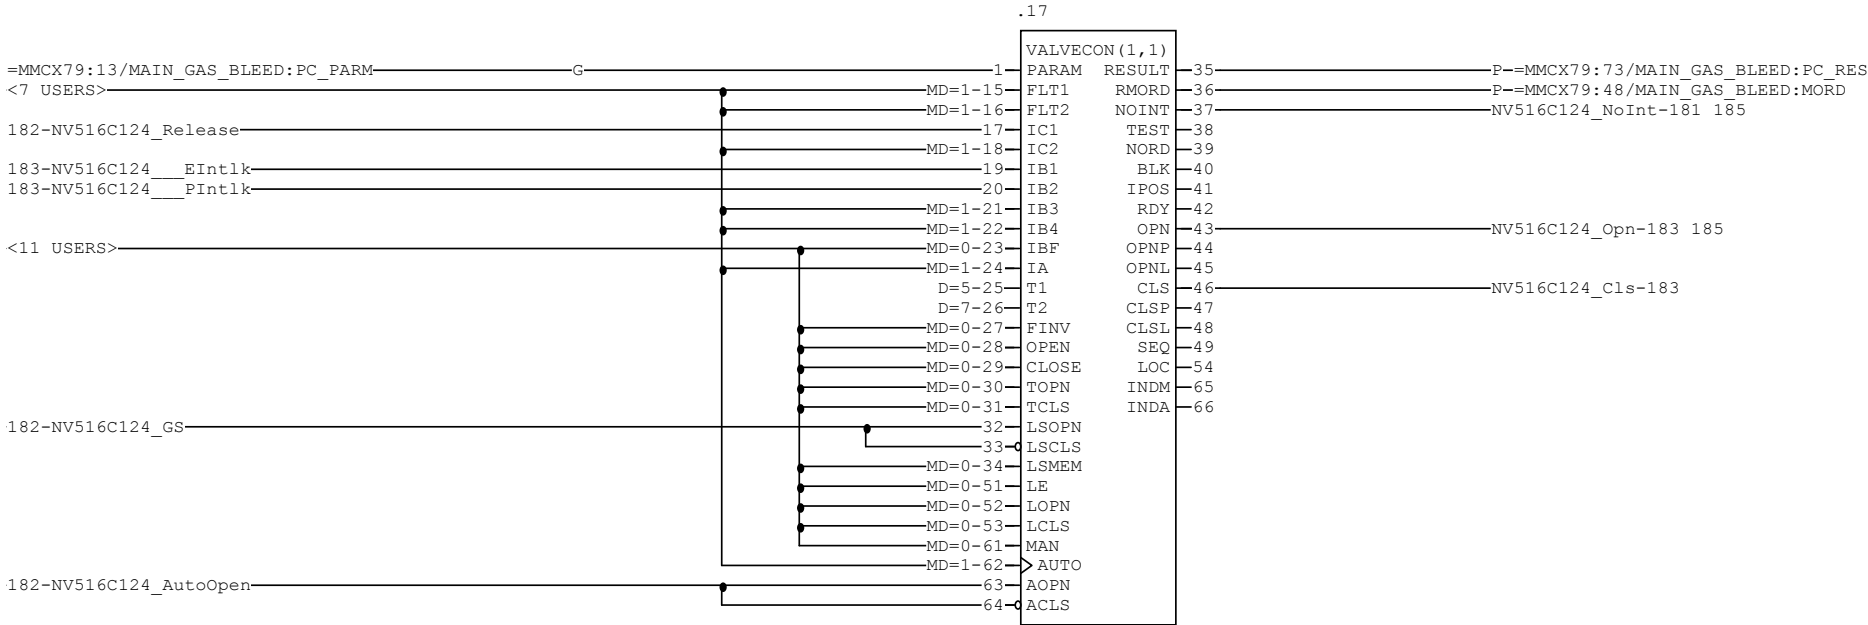 .17
VALVECON(1,1)
=MMCX79:13/MAIN_GAS_BLEED:PC_PARM G 1 PARAM RESULT 35 P-=MMCX79:73/MAIN_GAS_BLEED:PC_RES
<7 USERS> MD=1-15 FLT1 RMORD 36 P-=MMCX79:48/MAIN_GAS_BLEED:MORD
MD=1-16 FLT2 NOINT 37 NV516C124_NoInt-181 185
182-NV516C124_Release 17 IC1 TEST 38
MD=1-18 IC2 NORD 39
183-NV516C124___EIntlk 19 IB1 BLK 40
183-NV516C124___PIntlk 20 IB2 IPOS 41
MD=1-21 IB3 RDY 42
MD=1-22 IB4 OPN 43 NV516C124_Opn-183 185
<11 USERS> MD=0-23 IBF OPNP 44
MD=1-24 IA OPNL 45
D=5-25 T1 CLS 46 NV516C124_Cls-183
D=7-26 T2 CLSP 47
MD=0-27 FINV CLSL 48
MD=0-28 OPEN SEQ 49
MD=0-29 CLOSE LOC 54
MD=0-30 TOPN INDM 65
MD=0-31 TCLS INDA 66
182-NV516C124_GS 32 LSOPN
33 LSCLS
MD=0-34 LSMEM
MD=0-51 LE
MD=0-52 LOPN
MD=0-53 LCLS
MD=0-61 MAN
MD=1-62 AUTO
182-NV516C124_AutoOpen 63 AOPN
64 ACLS